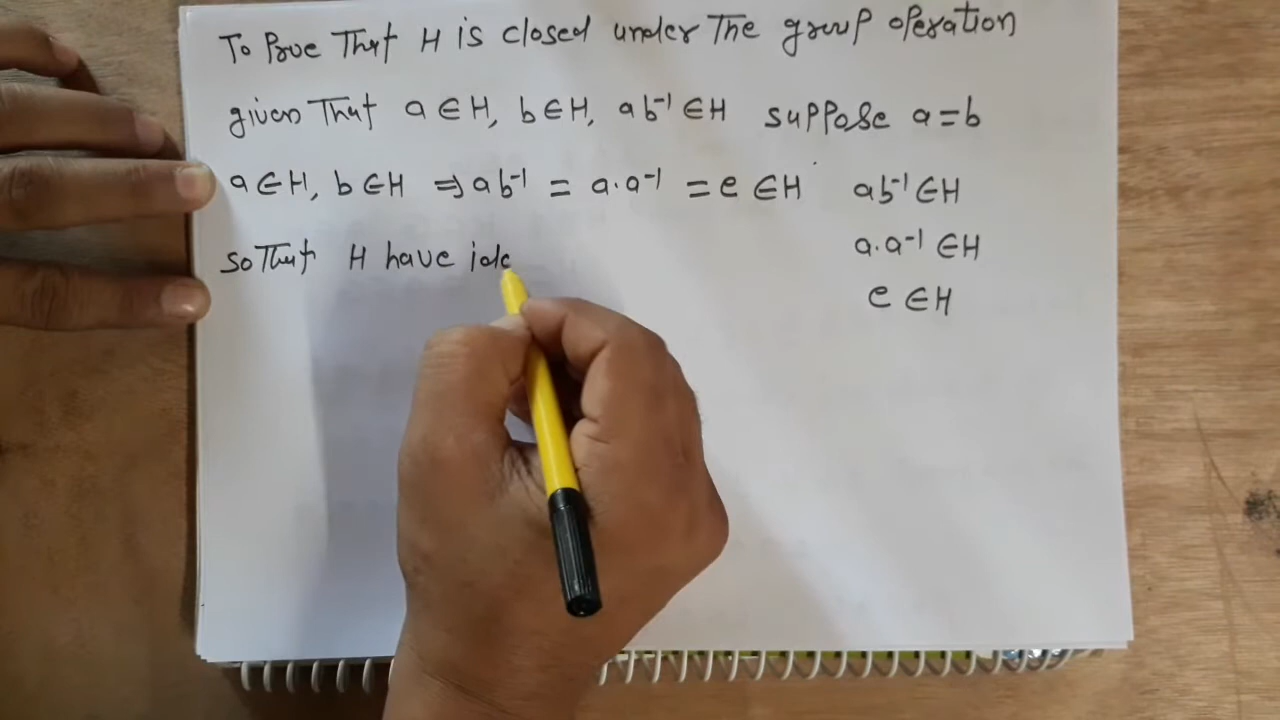 To Prove That H is closed under The group operation
given That a ∈ H, b ∈ H, ab⁻¹ ∈ H suppose a = b
a ∈ H, b ∈ H ⇒ ab⁻¹ = a.a⁻¹ = e ∈ H ab⁻¹ ∈ H
so That H have ide a.a⁻¹ ∈ H
e ∈ H